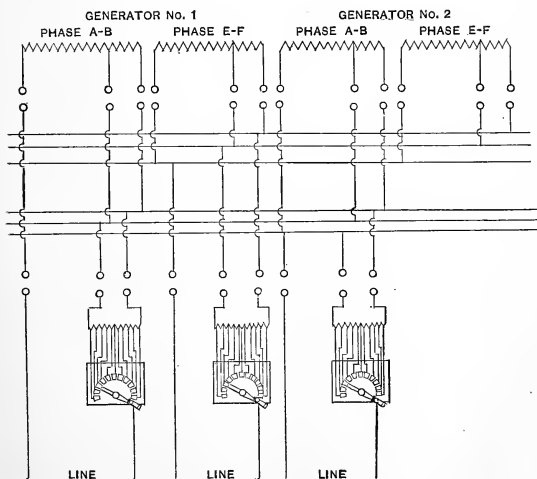 GENERATOR No. 1 GENERATOR No. 2
PHASE A-B PHASE E-F PHASE A-B PHASE E-F
LINE LINE LINE